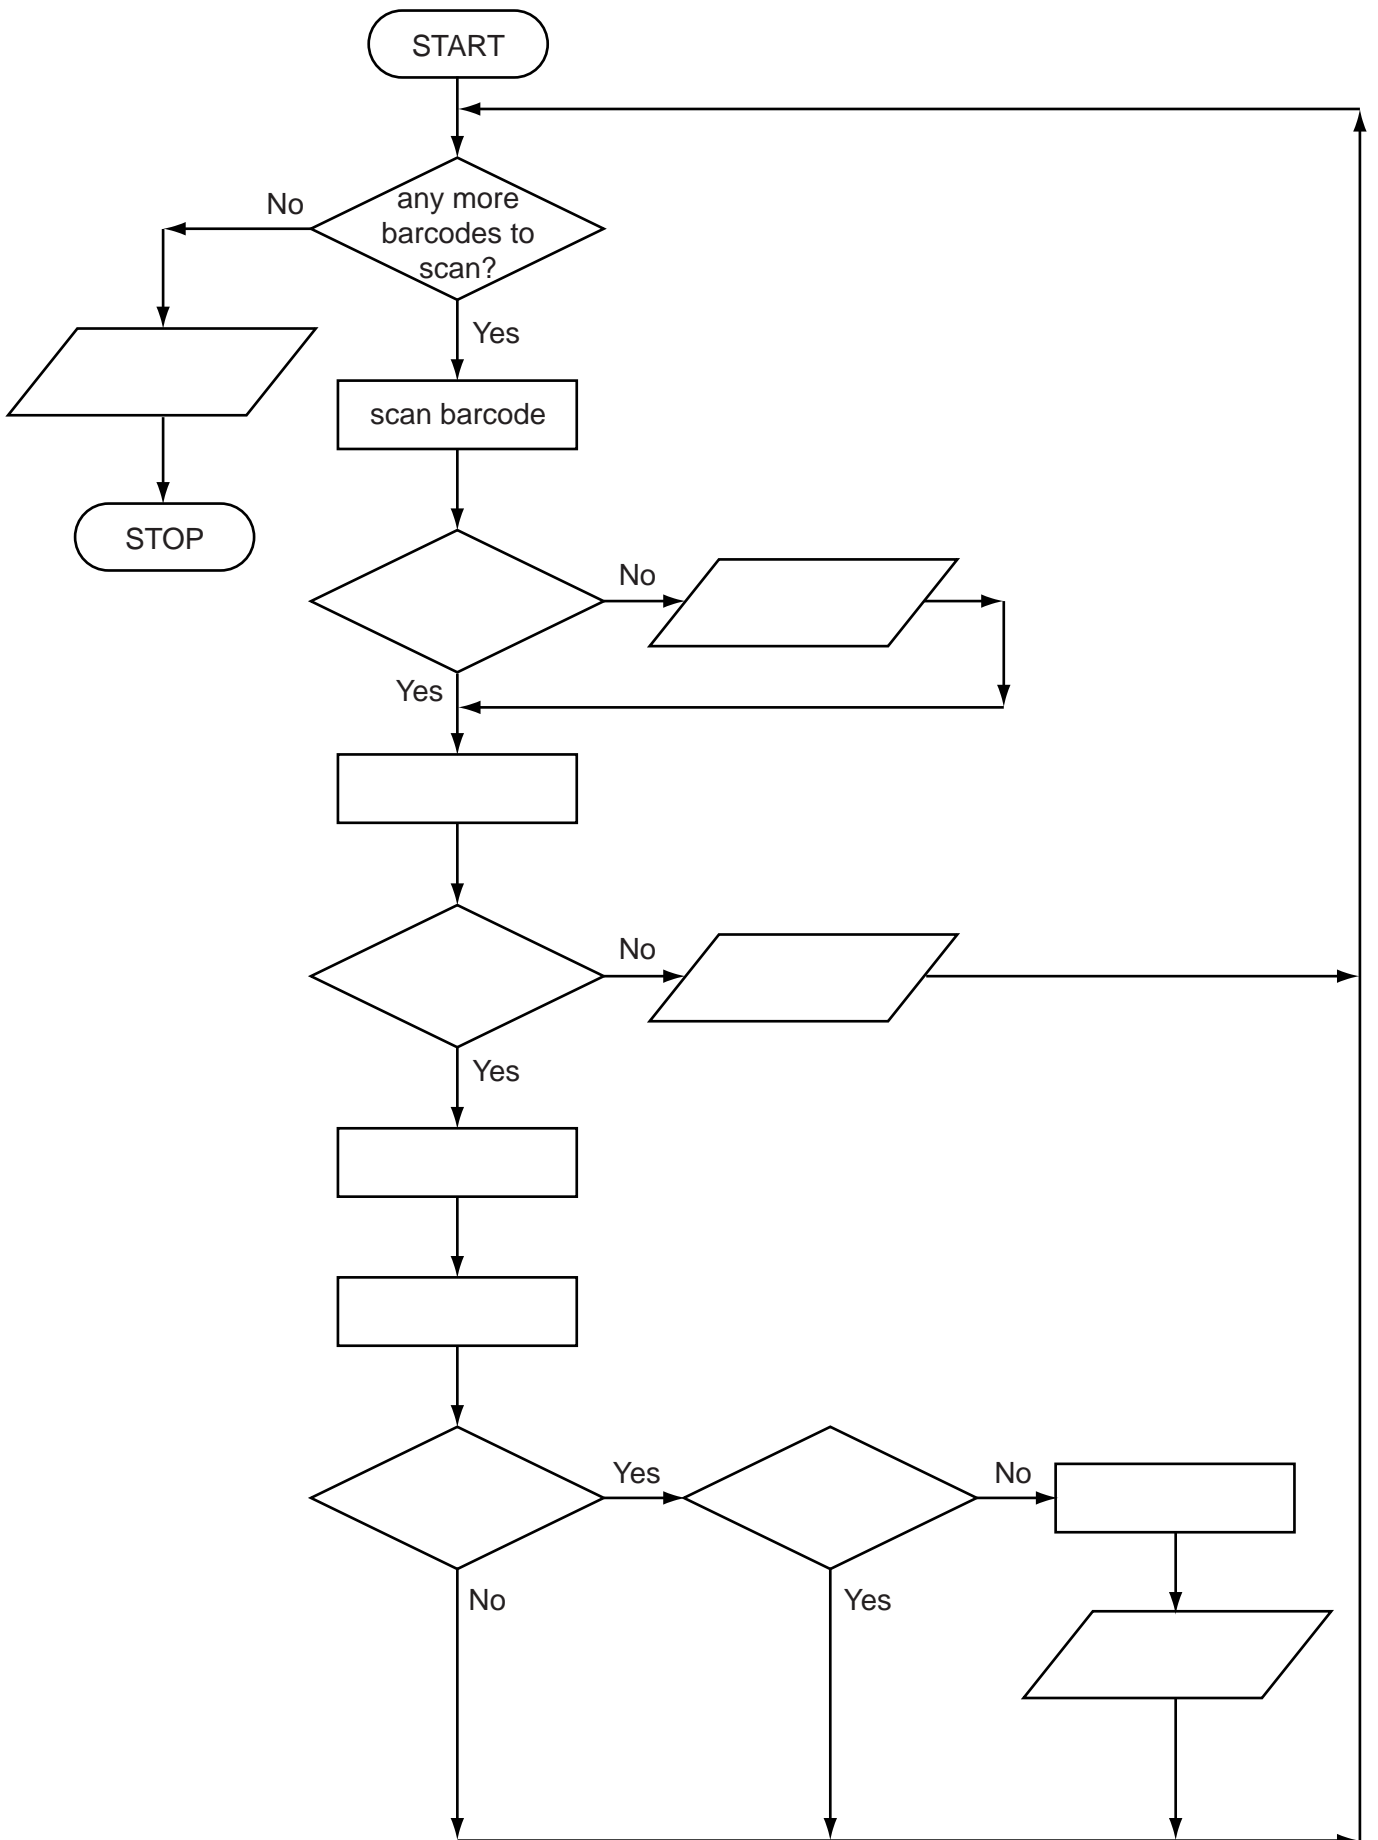 START
No
any more
barcodes to
scan?
Yes
scan barcode
STOP
No
Yes
No
Yes
Yes
No
No
Yes